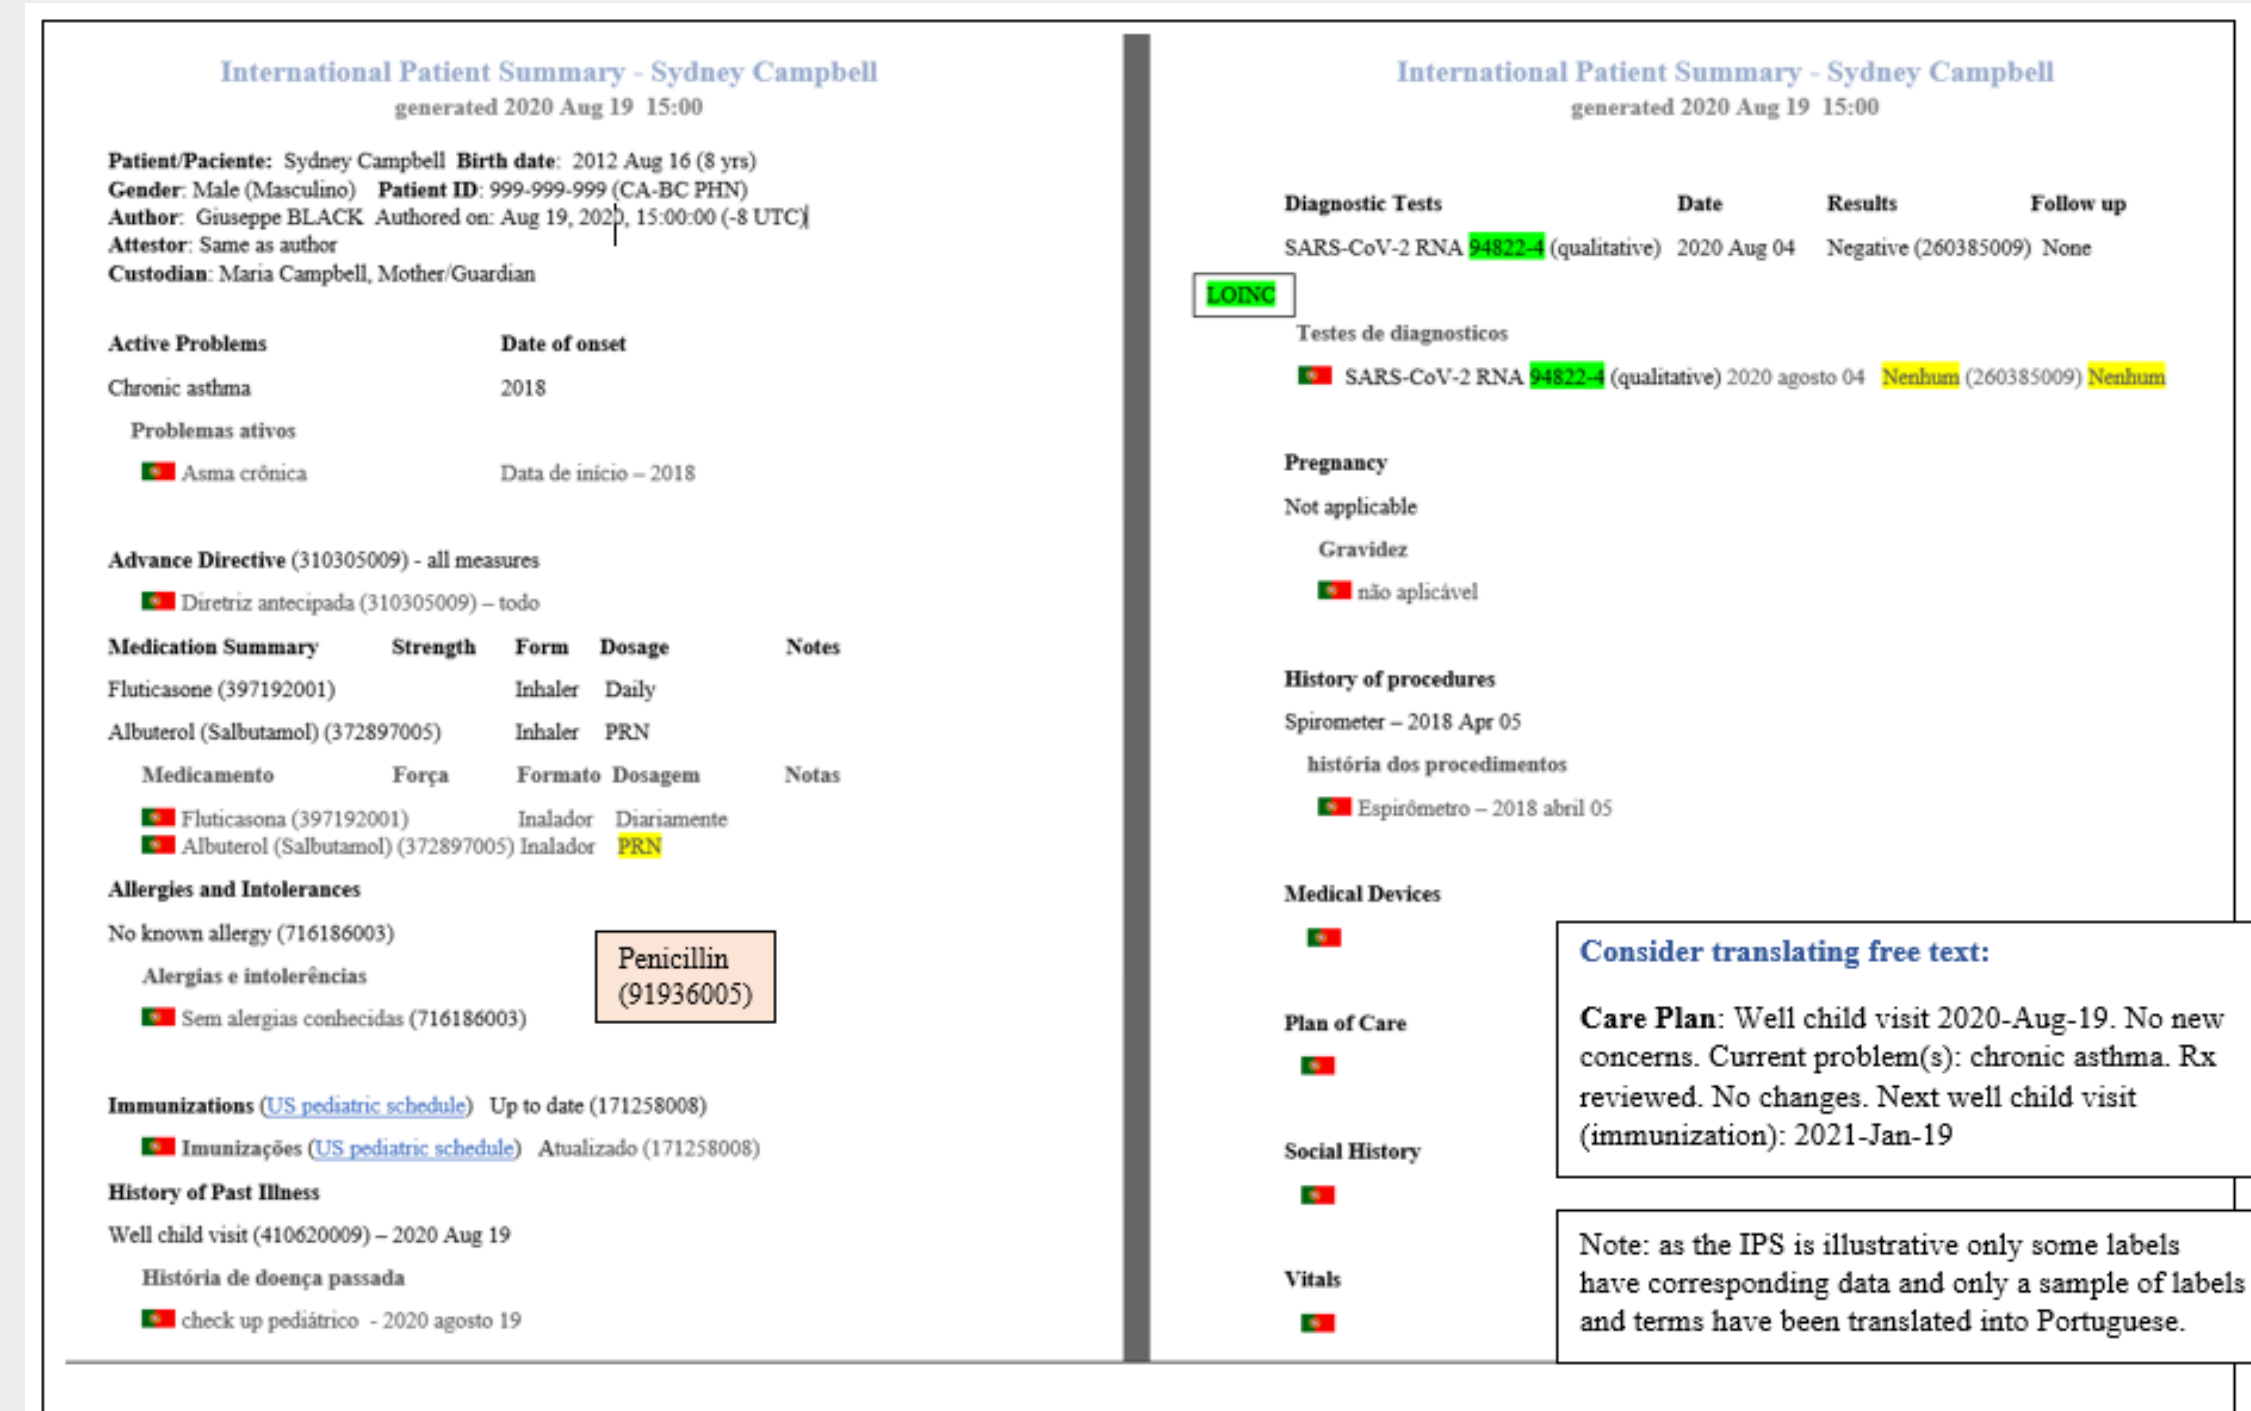 International Patient Summary - Sydney Campbell
generated 2020 Aug 19 15:00
Patient/Paciente: Sydney Campbell Birth date: 2012 Aug 16 (8 yrs)
Gender: Male (Masculino) Patient ID: 999-999-999 (CA-BC PHN)
Author: Giuseppe BLACK Authored on: Aug 19, 2020, 15:00:00 (-8 UTC)
Attestor: Same as author
Custodian: Maria Campbell, Mother/Guardian
Active Problems Date of onset
Chronic asthma 2018
Problemas ativos
Asma crônica Data de início – 2018
Advance Directive (310305009) - all measures
Diretriz antecipada (310305009) – todo
Medication Summary Strength Form Dosage Notes
Fluticasone (397192001) Inhaler Daily
Albuterol (Salbutamol) (372897005) Inhaler PRN
Medicamento Força Formato Dosagem Notas
Fluticasona (397192001) Inalador Diariamente
Albuterol (Salbutamol) (372897005) Inalador PRN
Allergies and Intolerances
No known allergy (716186003)
Alergias e intolerências
Sem alergias conhecidas (716186003)
Penicillin
(91936005)
Immunizations (US pediatric schedule) Up to date (171258008)
Imunizações (US pediatric schedule) Atualizado (171258008)
History of Past Illness
Well child visit (410620009) – 2020 Aug 19
História de doença passada
check up pediátrico - 2020 agosto 19
International Patient Summary - Sydney Campbell
generated 2020 Aug 19 15:00
Diagnostic Tests Date Results Follow up
SARS-CoV-2 RNA 94822-4 (qualitative) 2020 Aug 04 Negative (260385009) None
LOINC
Testes de diagnosticos
SARS-CoV-2 RNA 94822-4 (qualitative) 2020 agosto 04 Nenhum (260385009) Nenhum
Pregnancy
Not applicable
Gravidez
não aplicável
History of procedures
Spirometer – 2018 Apr 05
história dos procedimentos
Espirômetro – 2018 abril 05
Medical Devices
Plan of Care
Social History
Vitals
Consider translating free text:
Care Plan: Well child visit 2020-Aug-19. No new
concerns. Current problem(s): chronic asthma. Rx
reviewed. No changes. Next well child visit
(immunization): 2021-Jan-19
Note: as the IPS is illustrative only some labels
have corresponding data and only a sample of labels
and terms have been translated into Portuguese.